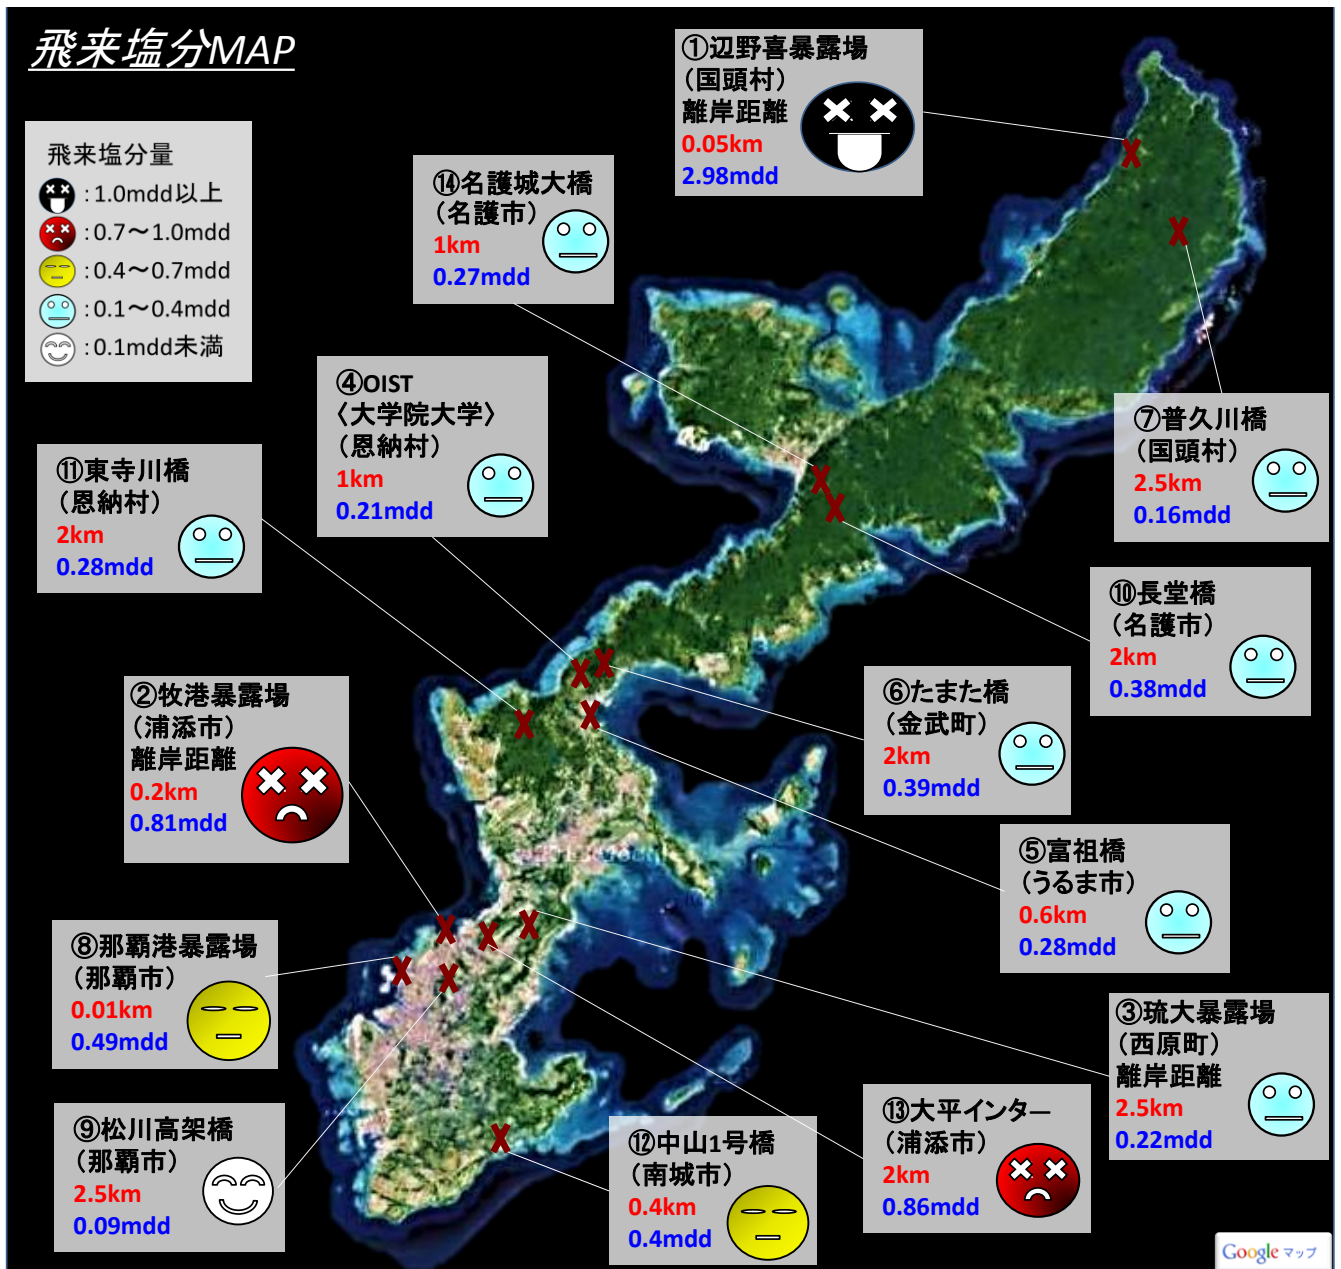 飛来塩分MAP
飛来塩分量
:1.0mdd以上
:0.7～1.0mdd
:0.4～0.7mdd
:0.1～0.4mdd
:0.1mdd未満
①辺野喜暴露場
（国頭村）
離岸距離
0.05km
2.98mdd
⑭名護城大橋
（名護市）
1km
0.27mdd
④OIST
〈大学院大学〉
（恩納村）
1km
0.21mdd
⑦普久川橋
（国頭村）
2.5km
0.16mdd
⑪東寺川橋
（恩納村）
2km
0.28mdd
⑩長堂橋
（名護市）
2km
0.38mdd
②牧港暴露場
（浦添市）
離岸距離
0.2km
0.81mdd
⑥たまた橋
（金武町）
2km
0.39mdd
⑤富祖橋
（うるま市）
0.6km
0.28mdd
⑧那覇港暴露場
（那覇市）
0.01km
0.49mdd
③琉大暴露場
（西原町）
離岸距離
2.5km
0.22mdd
⑨松川高架橋
（那覇市）
2.5km
0.09mdd
⑫中山1号橋
（南城市）
0.4km
0.4mdd
⑬大平インター
（浦添市）
2km
0.86mdd
Google マップ